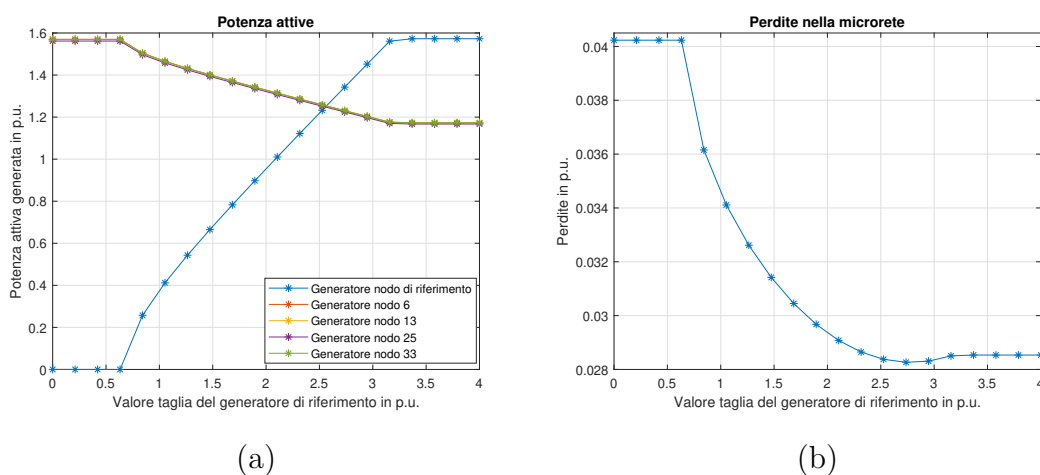 Potenza attive
1.6
1.4
1.2
1
0.8
0.6
0.4
0.2
0
Potenza attiva generata in p.u.
Generatore nodo di riferimento
Generatore nodo 6
Generatore nodo 13
Generatore nodo 25
Generatore nodo 33
0 0.5 1 1.5 2 2.5 3 3.5 4
Valore taglia del generatore di riferimento in p.u.
(a)
Perdite nella microrete
0.04
0.038
0.036
0.034
0.032
0.03
0.028
Perdite in p.u.
0 0.5 1 1.5 2 2.5 3 3.5 4
Valore taglia del generatore di riferimento in p.u.
(b)